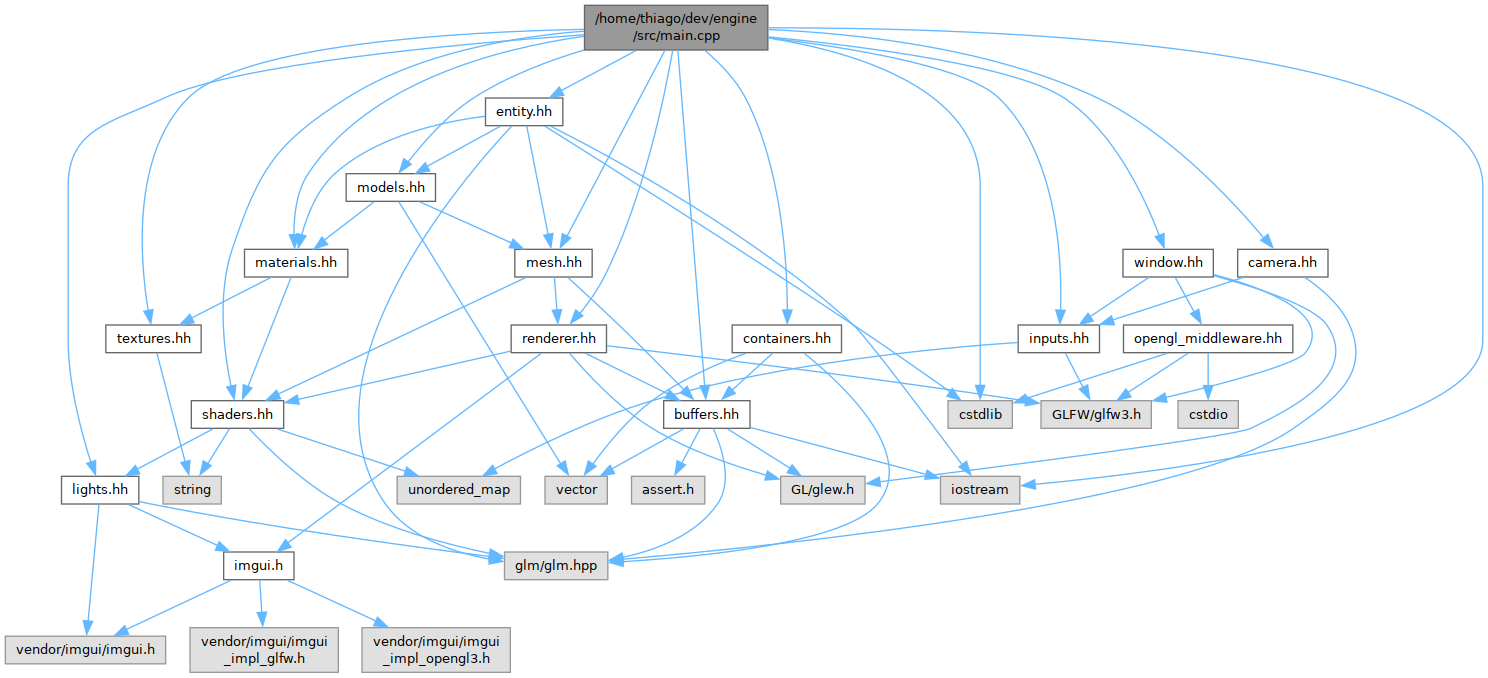 /home/thiago/dev/engine
/src/main.cpp
entity.hh
models.hh
materials.hh
mesh.hh
window.hh
camera.hh
textures.hh
renderer.hh
containers.hh
inputs.hh
opengl_middleware.hh
shaders.hh
buffers.hh
cstdlib
GLFW/glfw3.h
cstdio
lights.hh
string
unordered_map
vector
assert.h
GL/glew.h
iostream
imgui.h
glm/glm.hpp
vendor/imgui/imgui.h
vendor/imgui/imgui
_impl_glfw.h
vendor/imgui/imgui
_impl_opengl3.h